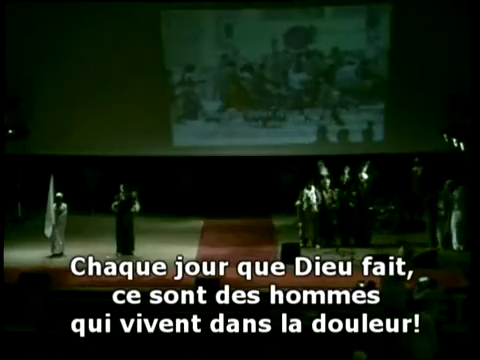 Chaque jour que Dieu fait,
ce sont des hommes
qui vivent dans la douleur!